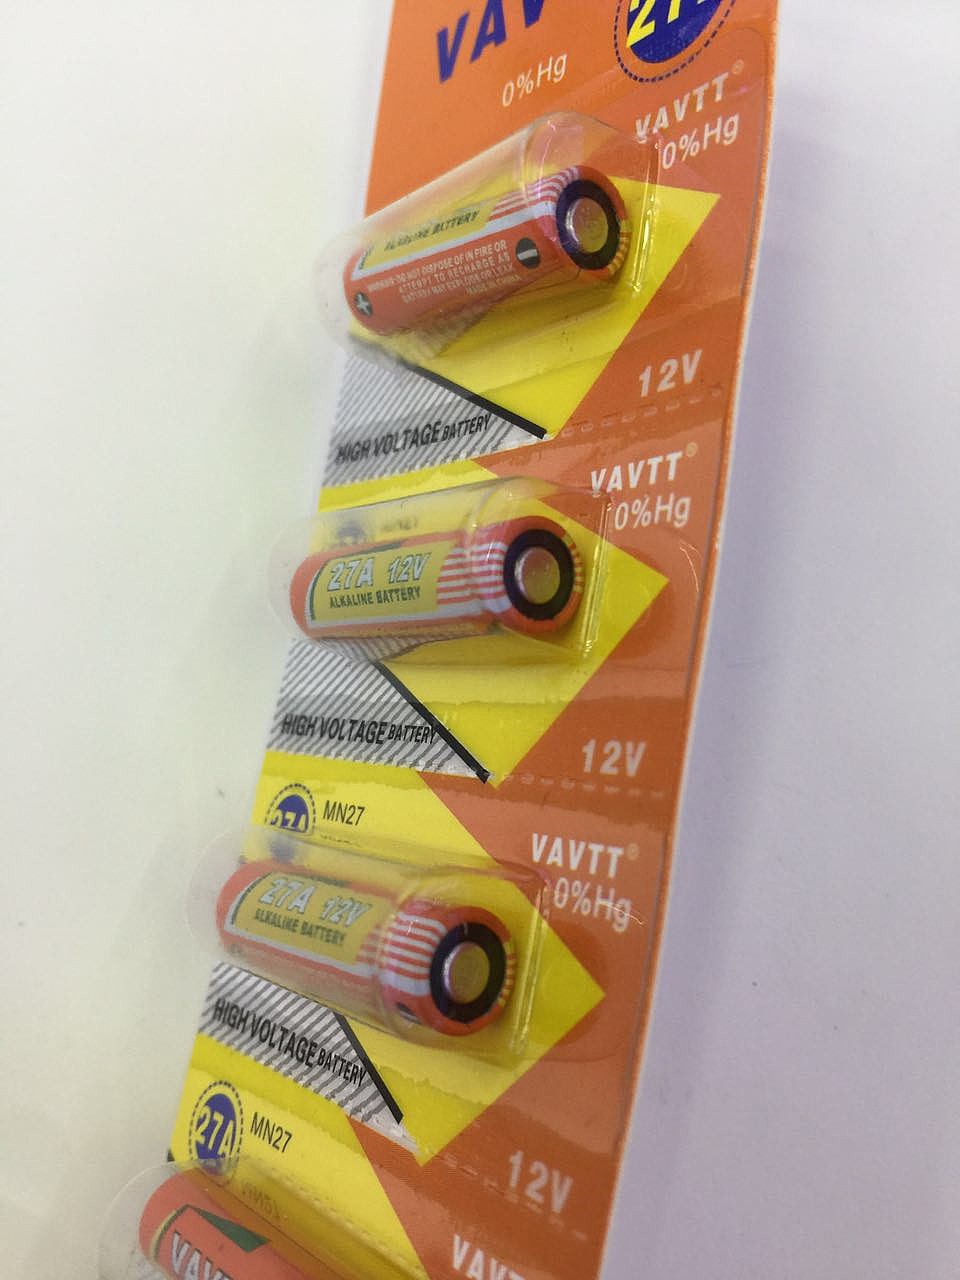 0%Hg
VAVTT®
0%Hg
ALKALINE BATTERY
WARNING: DO NOT DISPOSE OF IN FIRE OR
ATTEMPT TO RECHARGE AS
BATTERY MAY EXPLODE OR LEAK
MADE IN CHINA
+
−
12V
HIGH VOLTAGE BATTERY
VAVTT®
0%Hg
MN27
27A 12V
ALKALINE BATTERY
HIGH VOLTAGE BATTERY
12V
27A
MN27
VAVTT®
0%Hg
27A 12V
ALKALINE BATTERY
HIGH VOLTAGE BATTERY
27A
MN27
12V